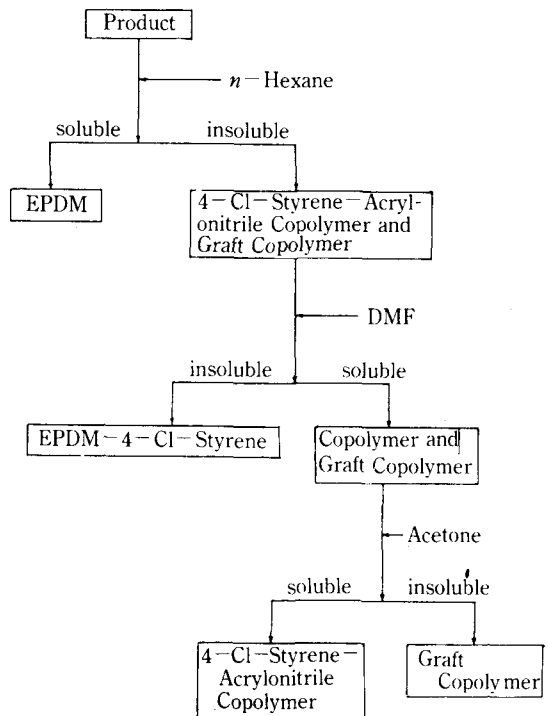 Product
n-Hexane
soluble
insoluble
EPDM
4-Cl-Styrene-Acryl-
onitrile Copolymer and
Graft Copolymer
DMF
insoluble
soluble
EPDM-4-Cl-Styrene
Copolymer and
Graft Copolymer
Acetone
soluble
insoluble
4-Cl-Styrene-
Acrylonitrile
Copolymer
Graft
Copolymer